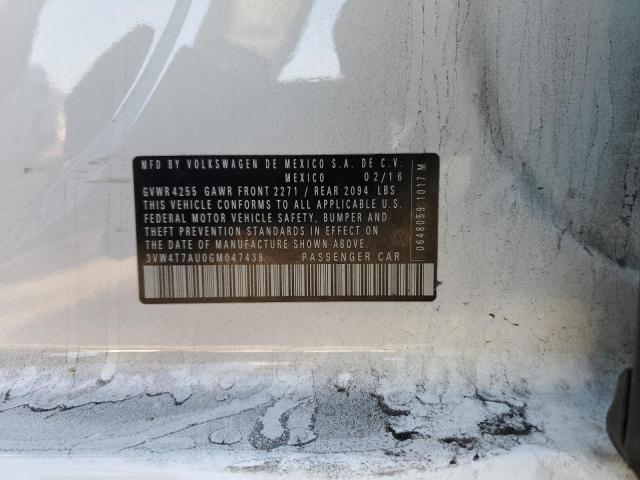 MFD BY VOLKSWAGEN DE MEXICO S.A. DE C.V.
MEXICO 02/16
GVWR 4255 GAWR FRONT 2271 / REAR 2094 LBS
THIS VEHICLE CONFORMS TO ALL APPLICABLE
FEDERAL MOTOR VEHICLE SAFETY, BUMPER AND
THEFT PREVENTION STANDARDS IN EFFECT ON
THE DATE OF MANUFACTURE SHOWN ABOVE.
3VW4T7AU0GM047438 PASSENGER CAR
0648059 1017 M